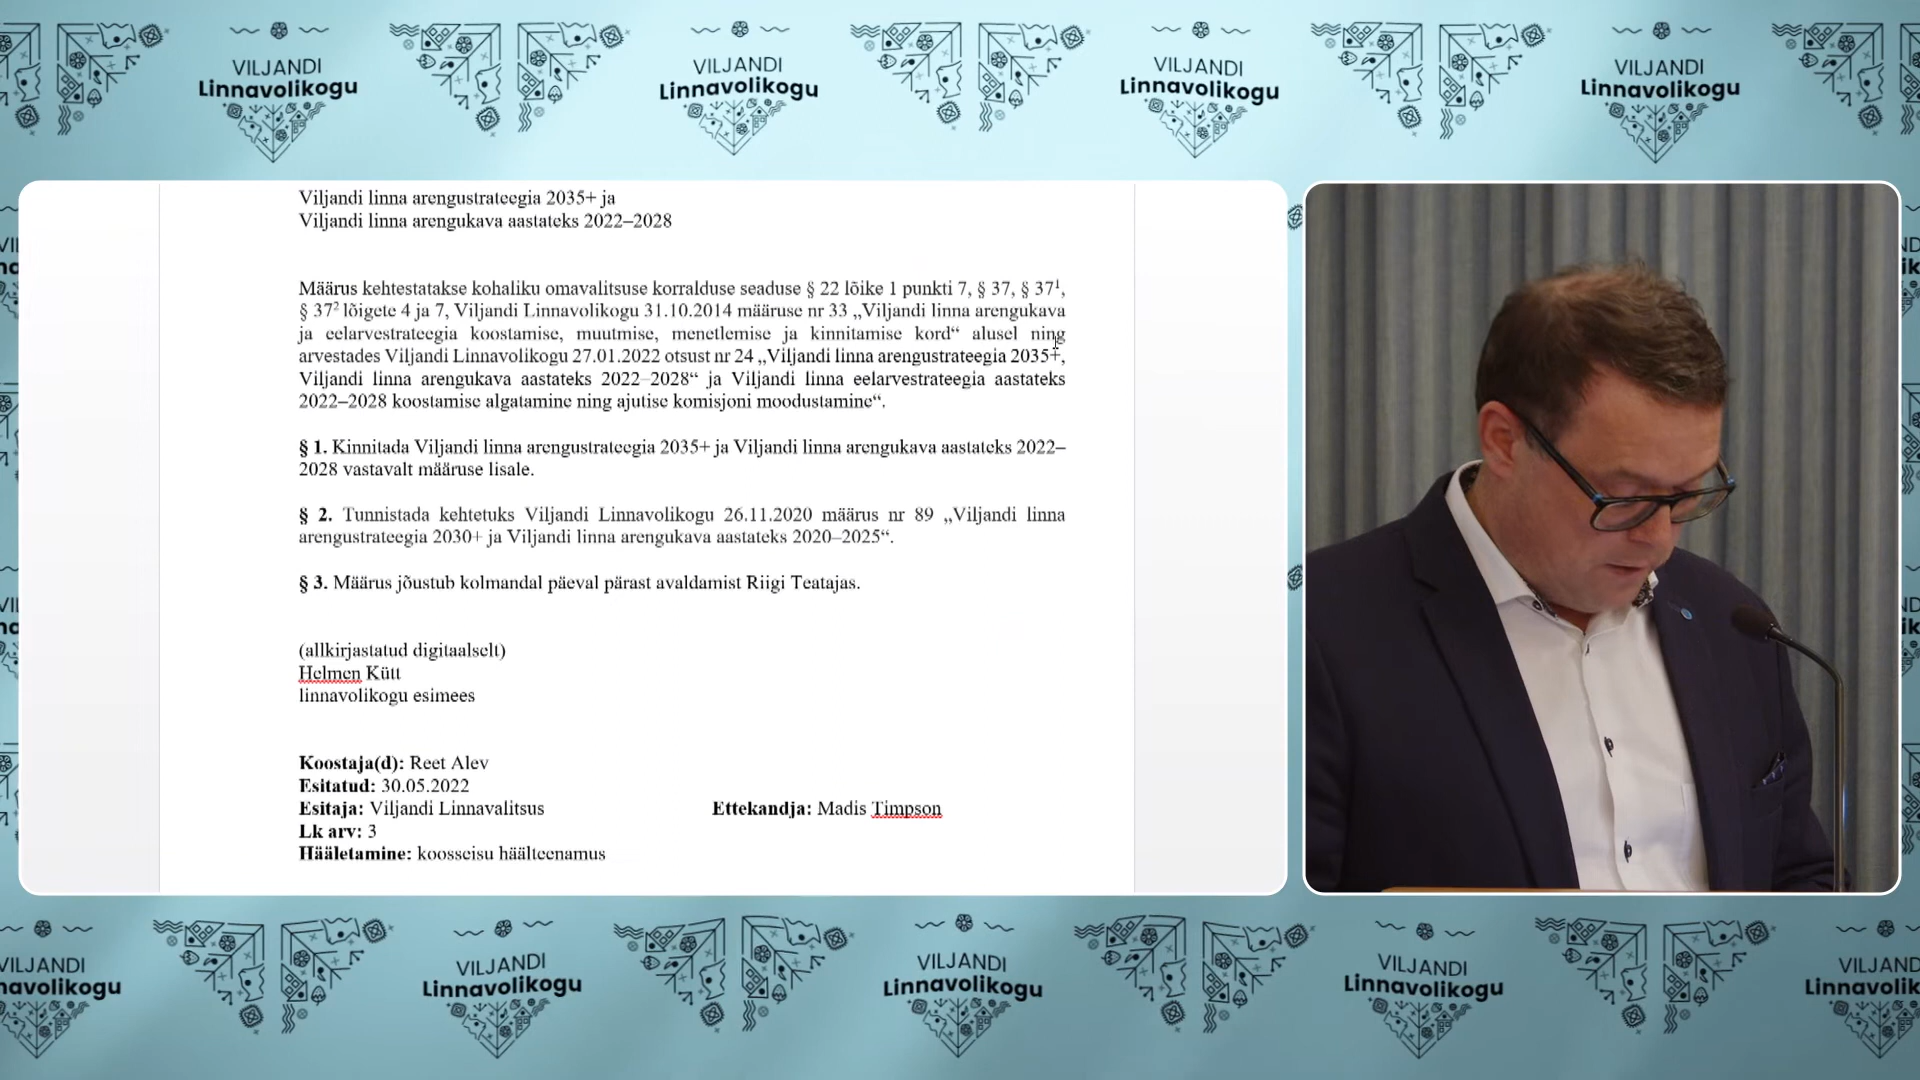 VILJANDI
Linnavolikogu
VILJANDI
Linnavolikogu
VILJANDI
Linnavolikogu
VILJANDI
Linnavolikogu
Viljandi linna arengustrateegia 2035+ ja
Viljandi linna arengukava aastateks 2022–2028
Määrus kehtestatakse kohaliku omavalitsuse korralduse seaduse § 22 lõike 1 punkti 7, § 37, § 37¹,
§ 37² lõigete 4 ja 7, Viljandi Linnavolikogu 31.10.2014 määruse nr 33 „Viljandi linna arengukava
ja eelarvestrateegia koostamise, muutmise, menetlemise ja kinnitamise kord“ alusel ning
arvestades Viljandi Linnavolikogu 27.01.2022 otsust nr 24 „Viljandi linna arengustrateegia 2035+,
Viljandi linna arengukava aastateks 2022–2028“ ja Viljandi linna eelarvestrateegia aastateks
2022–2028 koostamise algatamine ning ajutise komisjoni moodustamine“.
§ 1. Kinnitada Viljandi linna arengustrateegia 2035+ ja Viljandi linna arengukava aastateks 2022–
2028 vastavalt määruse lisale.
§ 2. Tunnistada kehtetuks Viljandi Linnavolikogu 26.11.2020 määrus nr 89 „Viljandi linna
arengustrateegia 2030+ ja Viljandi linna arengukava aastateks 2020–2025“.
§ 3. Määrus jõustub kolmandal päeval pärast avaldamist Riigi Teatajas.
(allkirjastatud digitaalselt)
Helmen Kütt
linnavolikogu esimees
Koostaja(d): Reet Alev
Esitatud: 30.05.2022
Esitaja: Viljandi Linnavalitsus Ettekandja: Madis Timpson
Lk arv: 3
Hääletamine: koosseisu häälteenamus
VILJANDI
Linnavolikogu
VILJANDI
Linnavolikogu
VILJANDI
Linnavolikogu
VILJANDI
Linnavolikogu